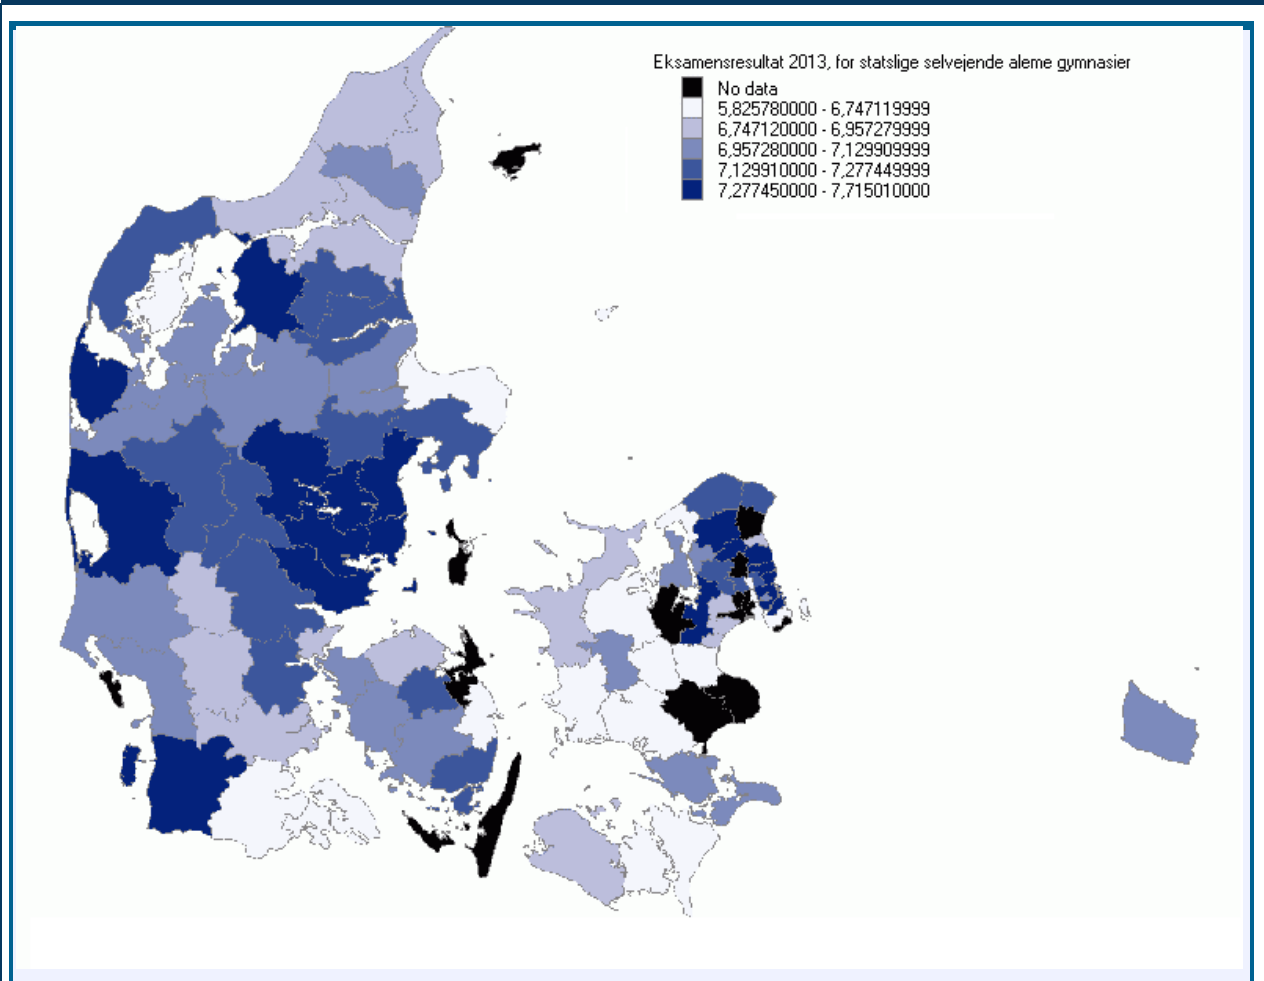 Eksamensresultat 2013, for statslige selvejende aleme gymnasier
No data
5,825780000 - 6,747119999
6,747120000 - 6,957279999
6,957280000 - 7,129909999
7,129910000 - 7,277449999
7,277450000 - 7,715010000